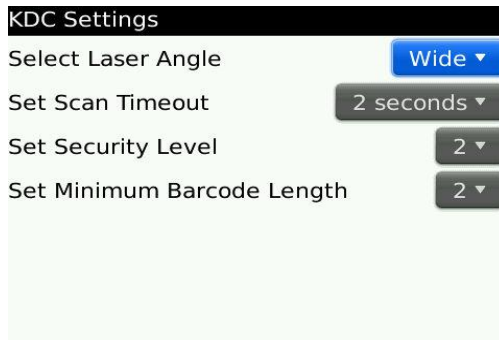 KDC Settings
Select Laser Angle Wide
Set Scan Timeout 2 seconds
Set Security Level 2
Set Minimum Barcode Length 2